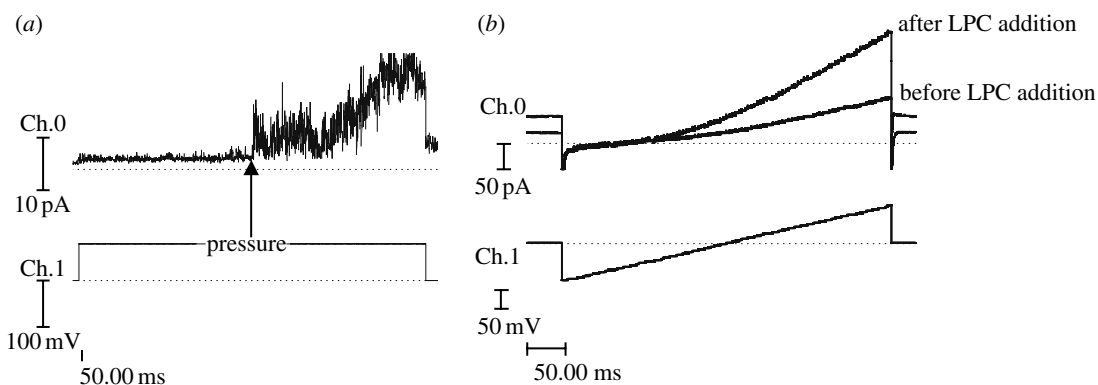 (a)
Ch.0
10 pA
pressure
Ch.1
100 mV
50.00 ms
(b)
after LPC addition
Ch.0
before LPC addition
50 pA
Ch.1
50 mV
50.00 ms